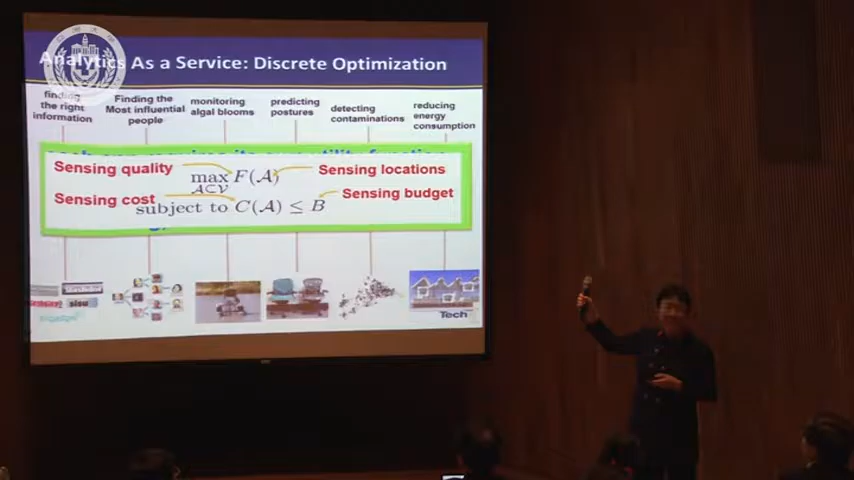 Analytics As a Service: Discrete Optimization
finding
the right
information
Finding the
Most influential
people
monitoring
algal blooms
predicting
postures
detecting
contaminations
reducing
energy
consumption
Sensing quality
max F(𝒜)
𝒜⊆𝒱
Sensing locations
Sensing cost
subject to C(𝒜) ≤ B
Sensing budget
Tech